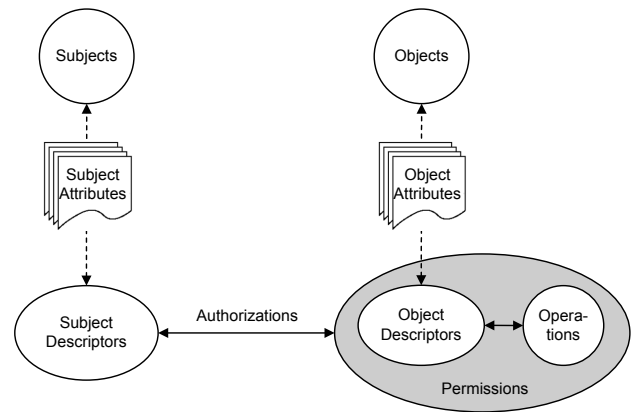 Subjects
Objects
Subject
Attributes
Object
Attributes
Subject
Descriptors
Authorizations
Object
Descriptors
Opera-
tions
Permissions